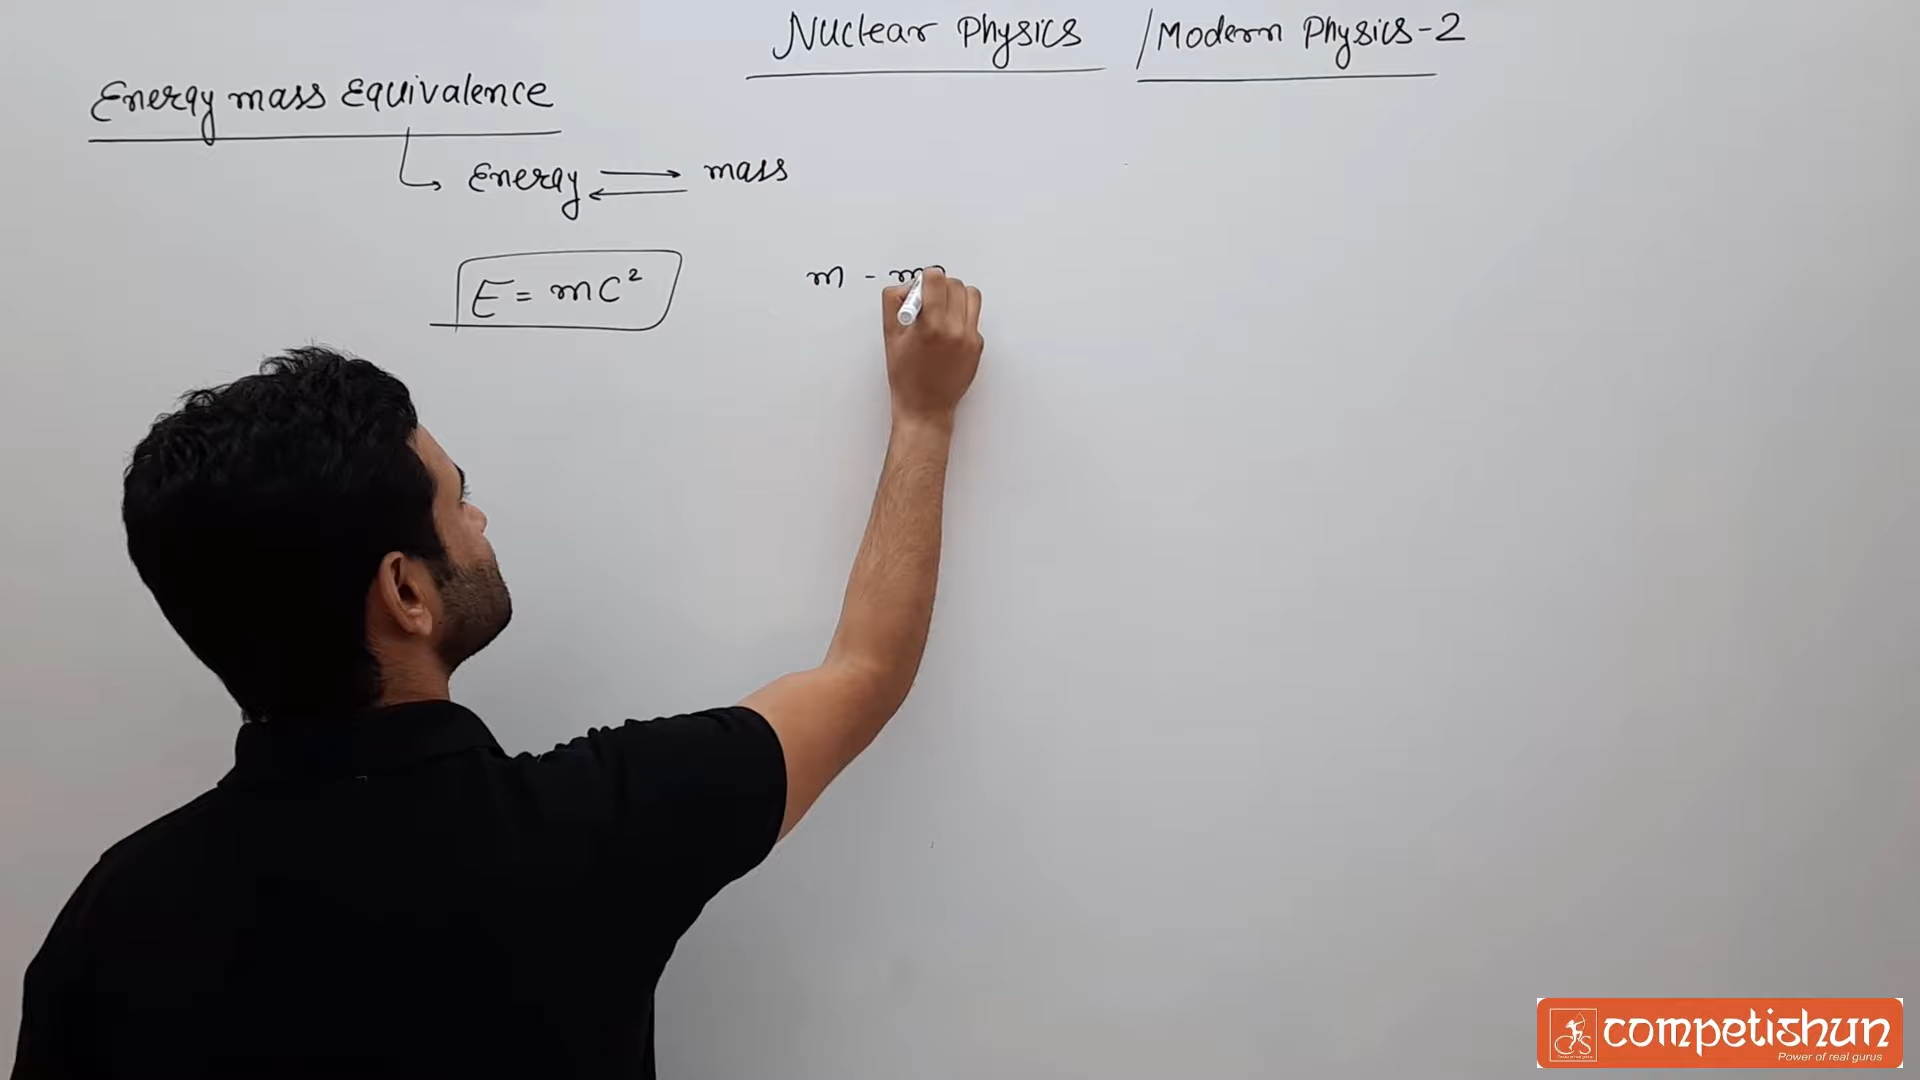 Nuclear Physics / Modern Physics-2
Energy mass Equivalence
Energy ⇄ mass
E = mc²
m -
competishun
Power of real gurus